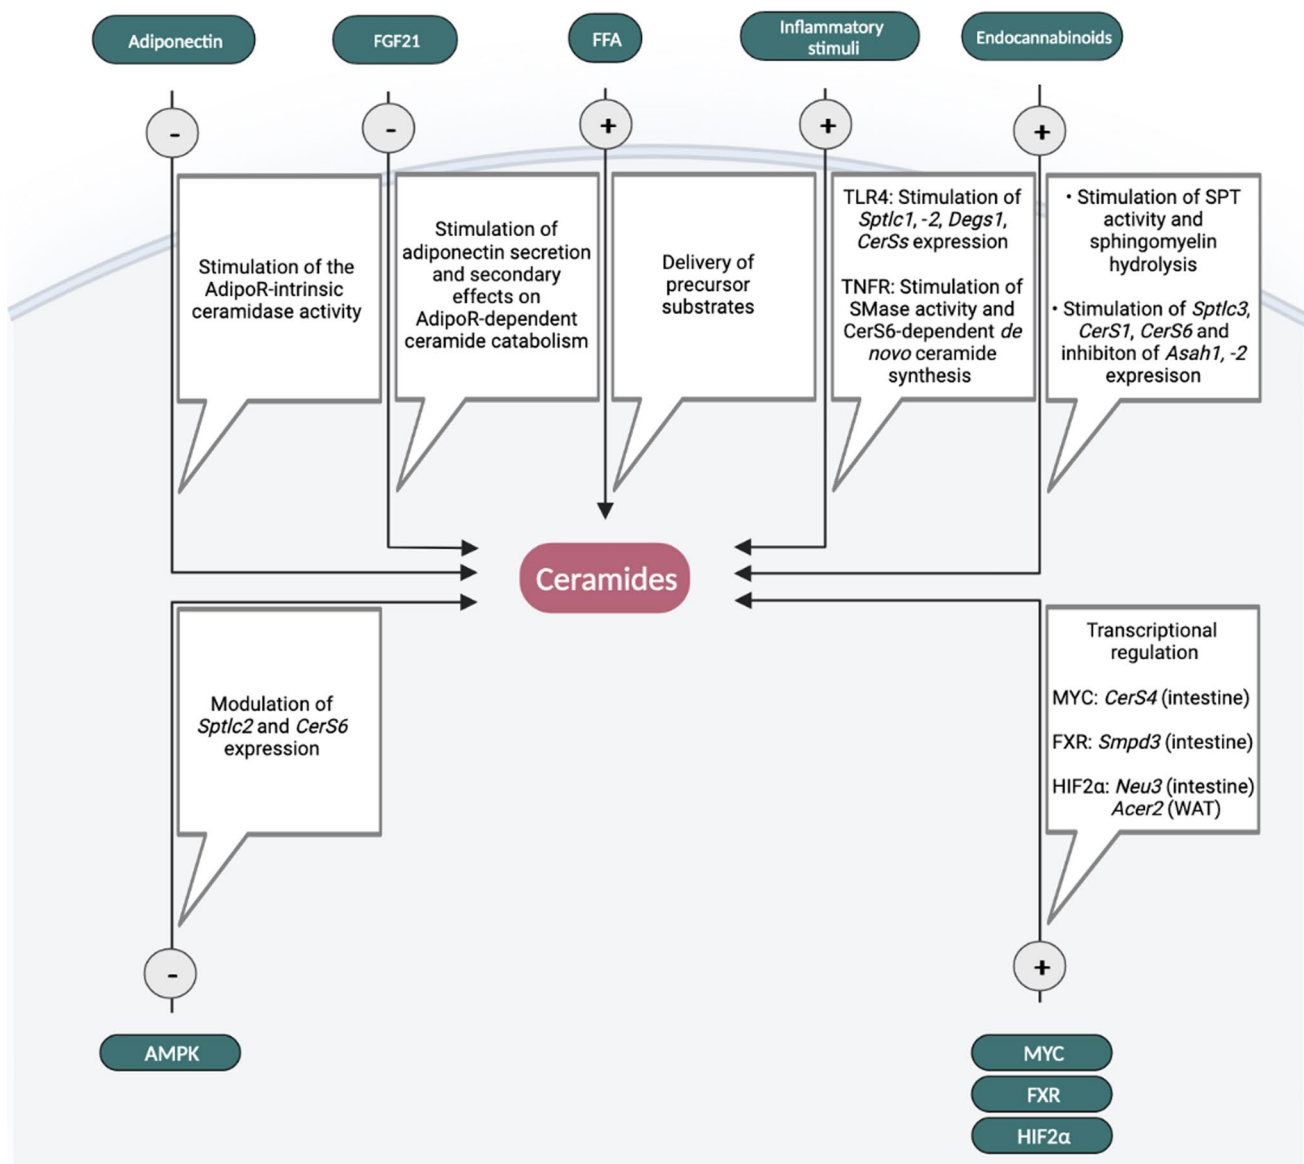 Adiponectin
FGF21
FFA
Inflammatory
stimuli
Endocannabinoids
-
-
+
+
+
Stimulation of the
AdipoR-intrinsic
ceramidase activity
Stimulation of
adiponectin secretion
and secondary
effects on
AdipoR-dependent
ceramide catabolism
Delivery of
precursor
substrates
TLR4: Stimulation of
Sptlc1, -2, Degs1,
CerSs expression
TNFR: Stimulation of
SMase activity and
CerS6-dependent de
novo ceramide
synthesis
• Stimulation of SPT
activity and
sphingomyelin
hydrolysis
• Stimulation of Sptlc3,
CerS1, CerS6 and
inhibiton of Asah1, -2
expresison
Ceramides
Modulation of
Sptlc2 and CerS6
expression
Transcriptional
regulation
MYC: CerS4 (intestine)
FXR: Smpd3 (intestine)
HIF2α: Neu3 (intestine)
Acer2 (WAT)
-
+
AMPK
MYC
FXR
HIF2α